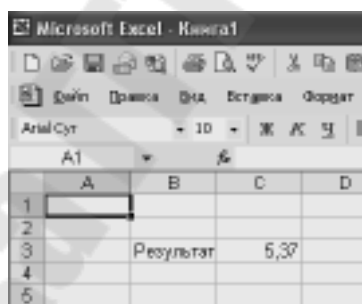 Microsoft Excel - Книга1
Файл Правка Вид Вставка Формат
Arial Cyr 10 Ж К Ч
A1 fx
A B C D
1
2
3 Результат 5,37
4
5